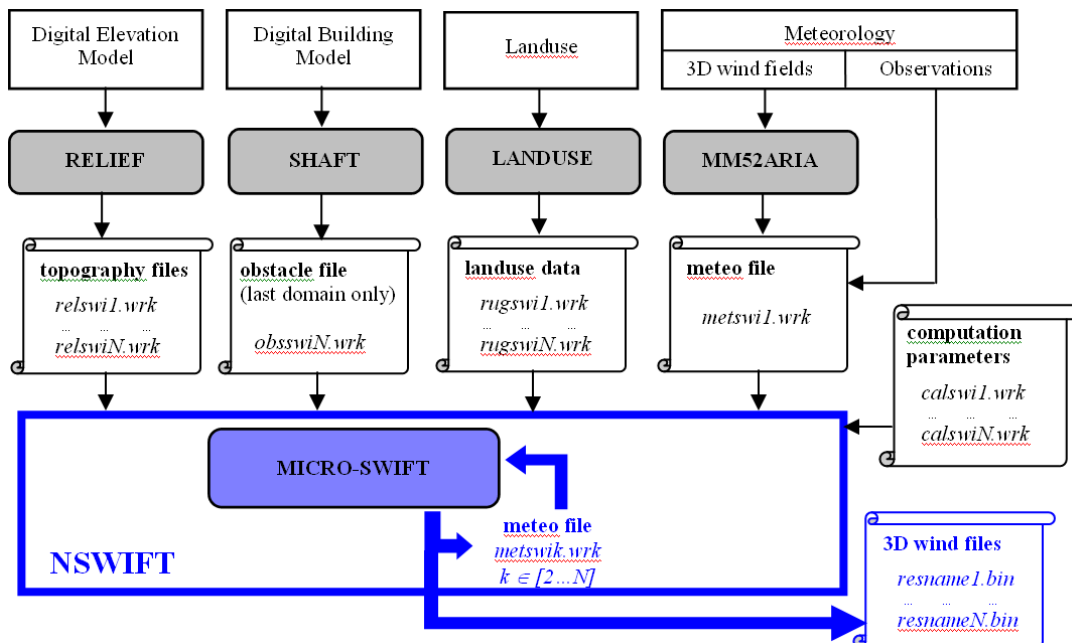 Digital Elevation
Model
Digital Building
Model
Landuse
Meteorology
3D wind fields
Observations
RELIEF
SHAFT
LANDUSE
MM52ARIA
topography files
relswi1.wrk
... ... ...
relswiN.wrk
obstacle file
(last domain only)
obsswiN.wrk
landuse data
rugswi1.wrk
... ... ...
rugswiN.wrk
meteo file
metswi1.wrk
computation
parameters
calswi1.wrk
... ... ...
calswiN.wrk
MICRO-SWIFT
meteo file
metswik.wrk
k ∈ [2...N]
NSWIFT
3D wind files
resname1.bin
... ... ...
resnameN.bin